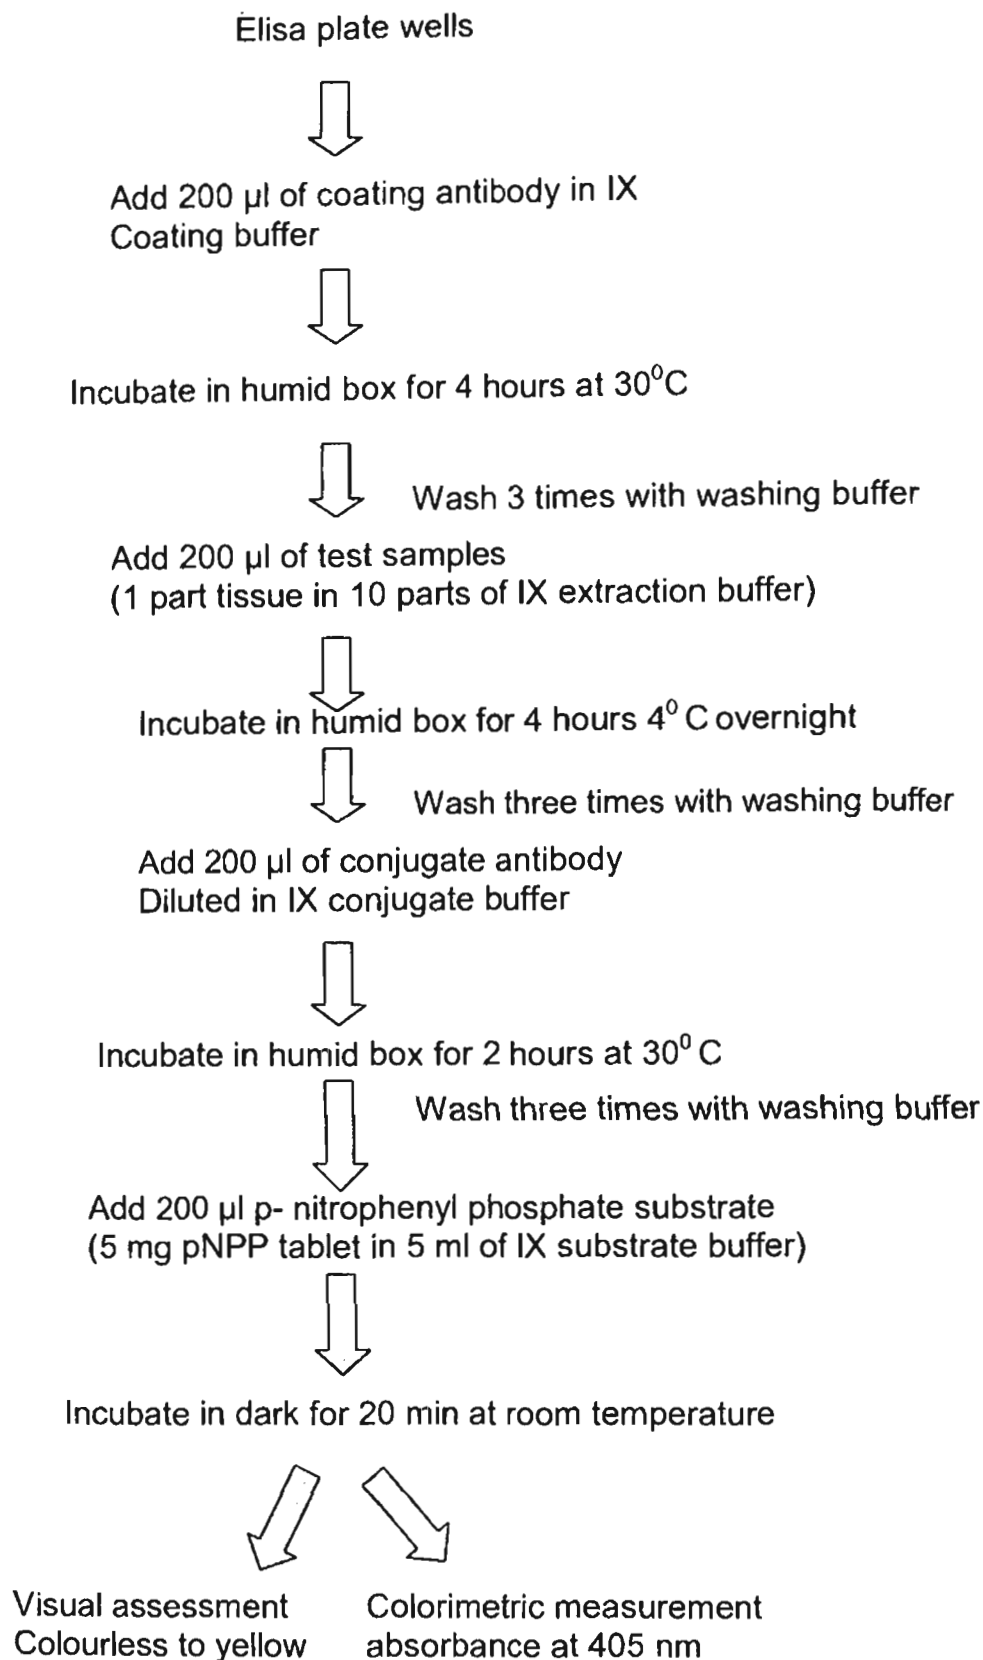 Elisa plate wells
Add 200 µl of coating antibody in IX
Coating buffer
Incubate in humid box for 4 hours at 30⁰C
Wash 3 times with washing buffer
Add 200 µl of test samples
(1 part tissue in 10 parts of IX extraction buffer)
Incubate in humid box for 4 hours 4⁰ C overnight
Wash three times with washing buffer
Add 200 µl of conjugate antibody
Diluted in IX conjugate buffer
Incubate in humid box for 2 hours at 30⁰ C
Wash three times with washing buffer
Add 200 µl p- nitrophenyl phosphate substrate
(5 mg pNPP tablet in 5 ml of IX substrate buffer)
Incubate in dark for 20 min at room temperature
Visual assessment
Colourless to yellow
Colorimetric measurement
absorbance at 405 nm